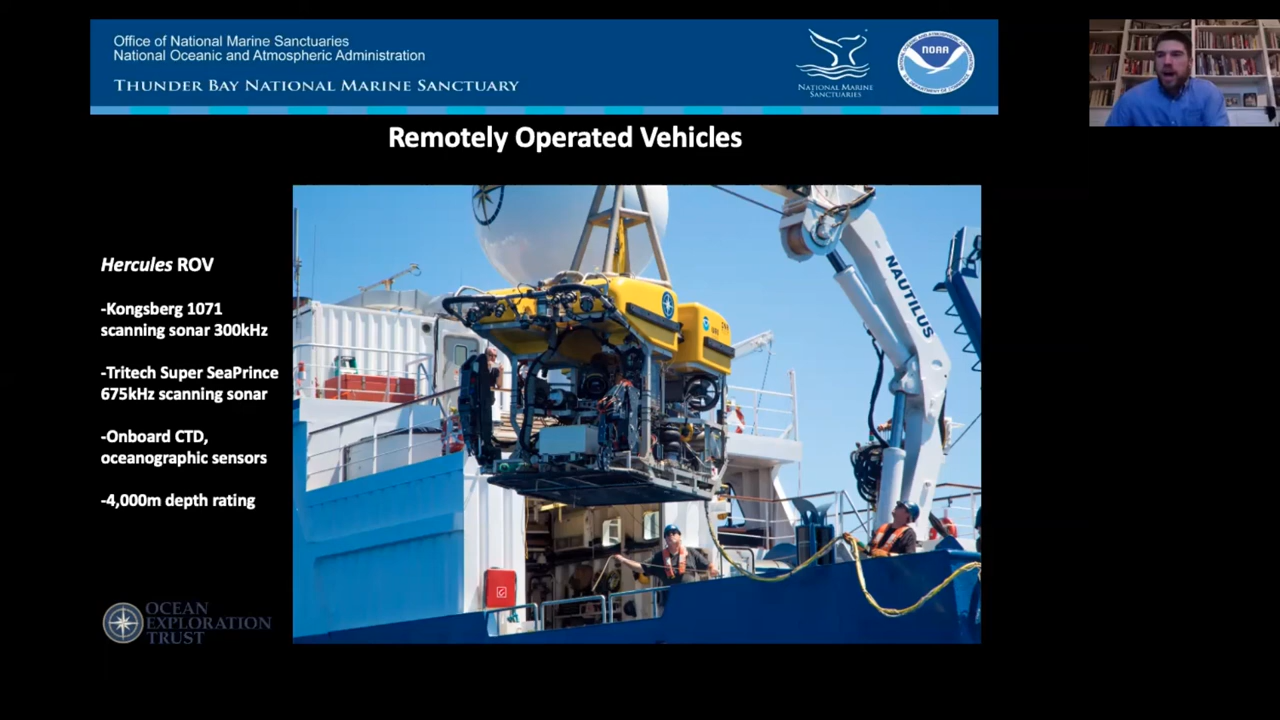 Office of National Marine Sanctuaries
National Oceanic and Atmospheric Administration
THUNDER BAY NATIONAL MARINE SANCTUARY
NATIONAL MARINE
SANCTUARIES
NOAA
Remotely Operated Vehicles
Hercules ROV
-Kongsberg 1071
scanning sonar 300kHz
-Tritech Super SeaPrince
675kHz scanning sonar
-Onboard CTD,
oceanographic sensors
-4,000m depth rating
NAUTILUS
OCEAN
EXPLORATION
TRUST